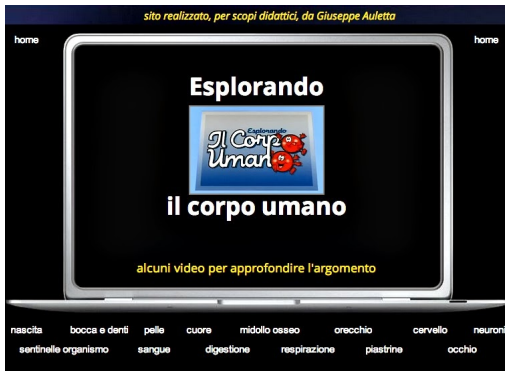 sito realizzato, per scopi didattici, da Giuseppe Auletta
home home
Esplorando
Esplorando
Il Corpo
Umano
il corpo umano
alcuni video per approfondire l'argomento
nascita bocca e denti pelle cuore midollo osseo orecchio cervello neuroni
sentinelle organismo sangue digestione respirazione piastrine occhio